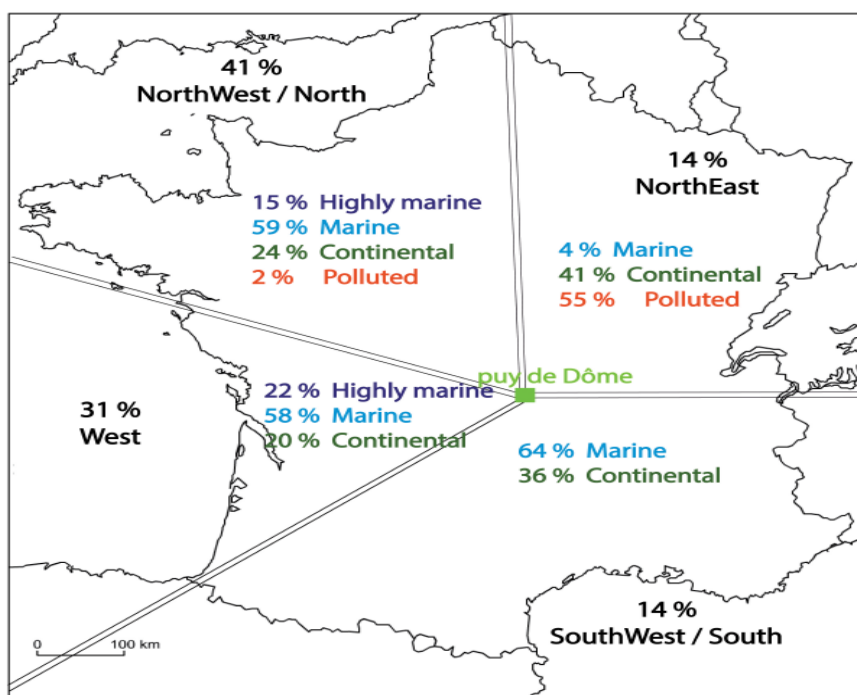 41 %
NorthWest / North
14 %
NorthEast
15 % Highly marine
59 % Marine
24 % Continental
2 % Polluted
4 % Marine
41 % Continental
55 % Polluted
puy de Dôme
31 %
West
22 % Highly marine
58 % Marine
20 % Continental
64 % Marine
36 % Continental
14 %
SouthWest / South
0 100 km